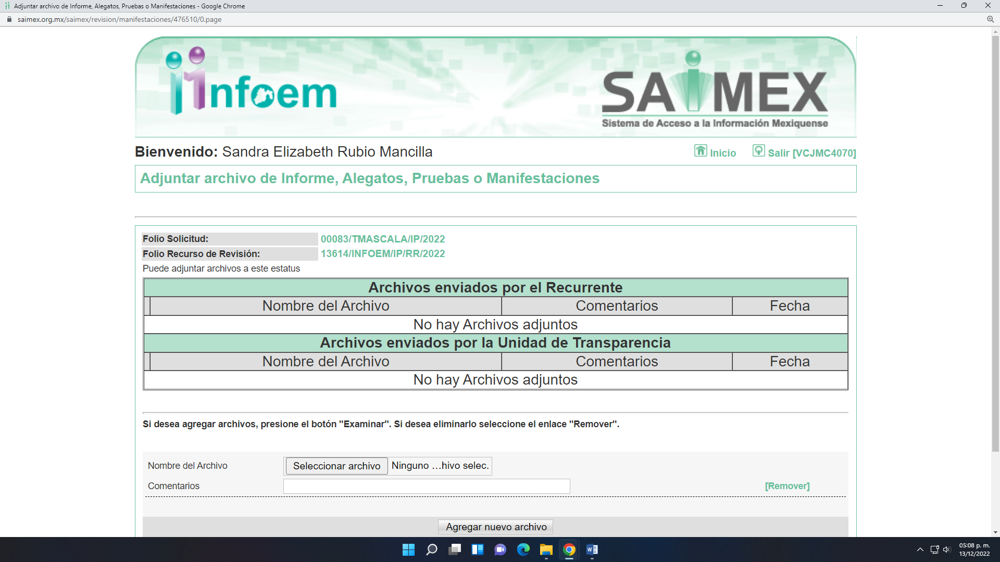 Adjuntar archivo de Informe, Alegatos, Pruebas o Manifestaciones - Google Chrome
saimex.org.mx/saimex/revision/manifestaciones/476510/0.page
infoem
SAIMEX
Sistema de Acceso a la Información Mexiquense
Bienvenido: Sandra Elizabeth Rubio Mancilla
Inicio Salir [VCJMC4070]
Adjuntar archivo de Informe, Alegatos, Pruebas o Manifestaciones
Folio Solicitud: 00083/TMASCALA/IP/2022
Folio Recurso de Revisión: 13614/INFOEM/IP/RR/2022
Puede adjuntar archivos a este estatus
Archivos enviados por el Recurrente
Nombre del Archivo Comentarios Fecha
No hay Archivos adjuntos
Archivos enviados por la Unidad de Transparencia
Nombre del Archivo Comentarios Fecha
No hay Archivos adjuntos
Si desea agregar archivos, presione el botón "Examinar". Si desea eliminarlo seleccione el enlace "Remover".
Nombre del Archivo Seleccionar archivo Ninguno ...hivo selec.
Comentarios [Remover]
Agregar nuevo archivo
05:08 p. m.
13/12/2022